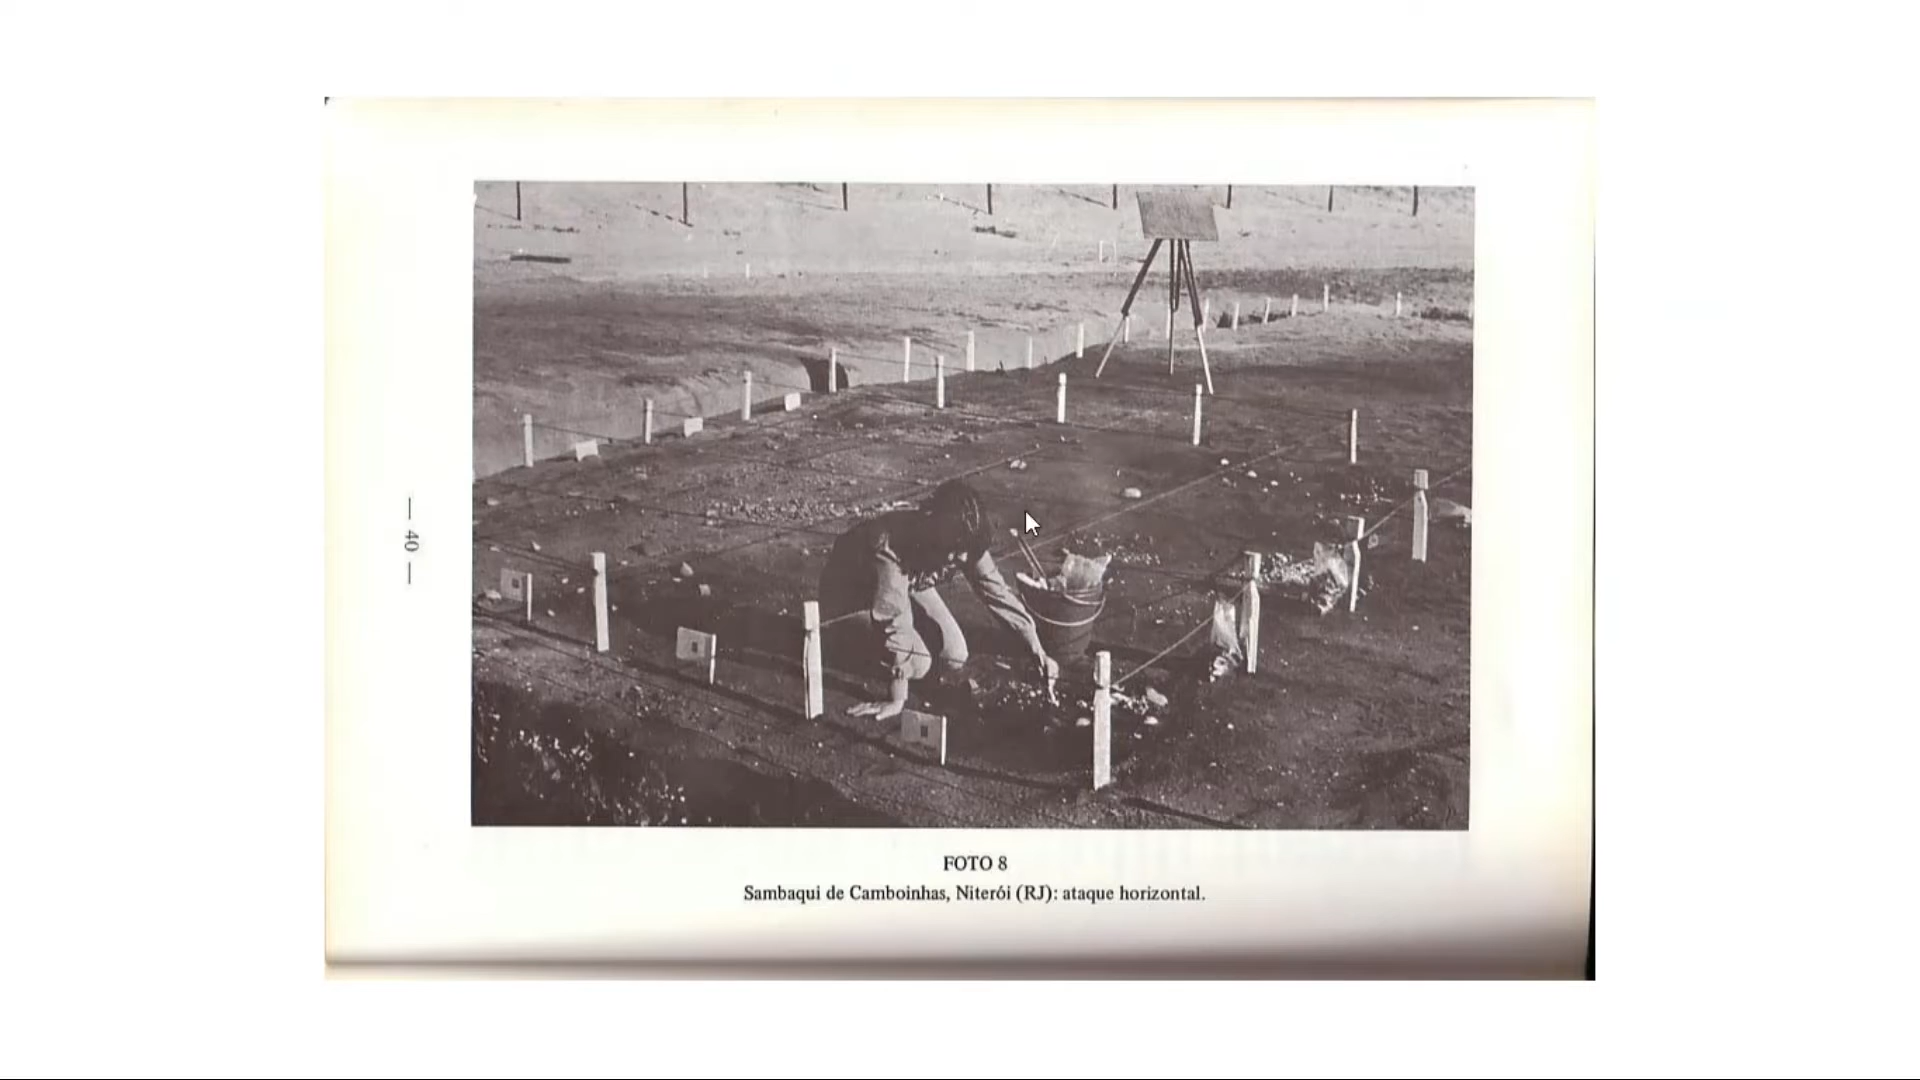 — 40 —
FOTO 8
Sambaqui de Camboinhas, Niterói (RJ): ataque horizontal.